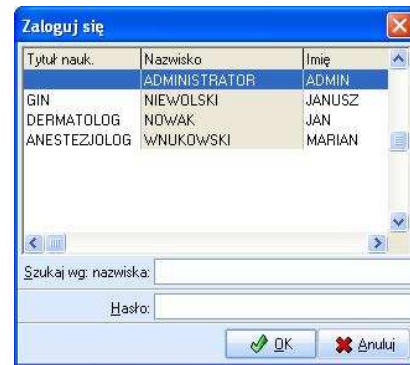 Zaloguj się
Tytuł nauk. Nazwisko Imię
ADMINISTRATOR ADMIN
GIN NIEWOLSKI JANUSZ
DERMATOLOG NOWAK JAN
ANESTEZJOLOG WNUKOWSKI MARIAN
Szukaj wg: nazwiska:
Hasło:
OK Anuluj